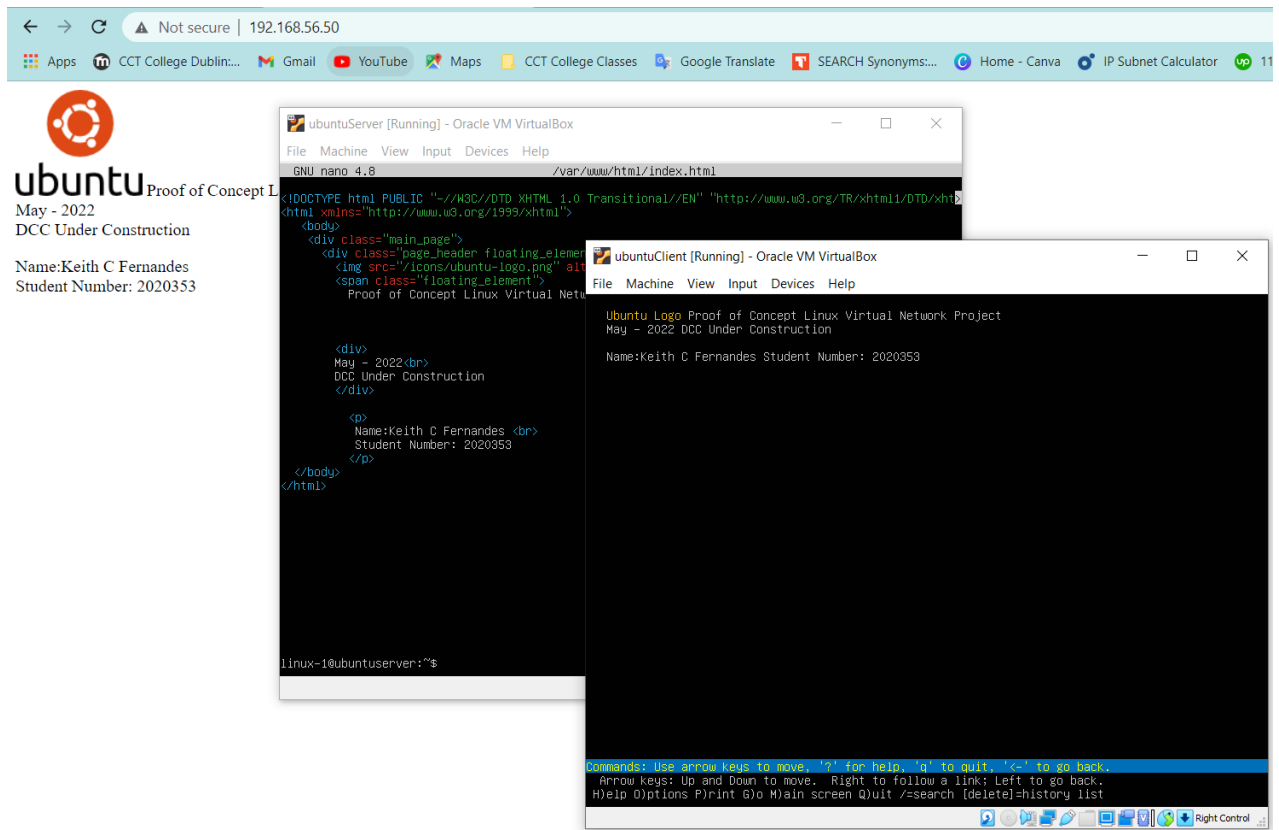 Not secure | 192.168.56.50
Apps CCT College Dublin:... Gmail YouTube Maps CCT College Classes Google Translate SEARCH Synonyms:... Home - Canva IP Subnet Calculator 11
ubuntu Proof of Concept L
May - 2022
DCC Under Construction
Name:Keith C Fernandes
Student Number: 2020353
ubuntuServer [Running] - Oracle VM VirtualBox
File Machine View Input Devices Help
GNU nano 4.8 /var/www/html/index.html
<!DOCTYPE html PUBLIC "-//W3C//DTD XHTML 1.0 Transitional//EN" "http://www.w3.org/TR/xhtml1/DTD/xht>
<html xmlns="http://www.w3.org/1999/xhtml">
<body>
<div class="main_page">
<div class="page_header floating_elemen
<img src="/icons/ubuntu-logo.png" alt
<span class="floating_element">
Proof of Concept Linux Virtual Netw
<div>
May - 2022<br>
DCC Under Construction
</div>
<p>
Name:Keith C Fernandes <br>
Student Number: 2020353
</p>
</body>
</html>
linux-1@ubuntuserver:~$
ubuntuClient [Running] - Oracle VM VirtualBox
File Machine View Input Devices Help
Ubuntu Logo Proof of Concept Linux Virtual Network Project
May - 2022 DCC Under Construction
Name:Keith C Fernandes Student Number: 2020353
Commands: Use arrow keys to move, '?' for help, 'q' to quit, '<-' to go back.
Arrow keys: Up and Down to move. Right to follow a link; Left to go back.
H)elp O)ptions P)rint G)o M)ain screen Q)uit /=search [delete]=history list
Right Control